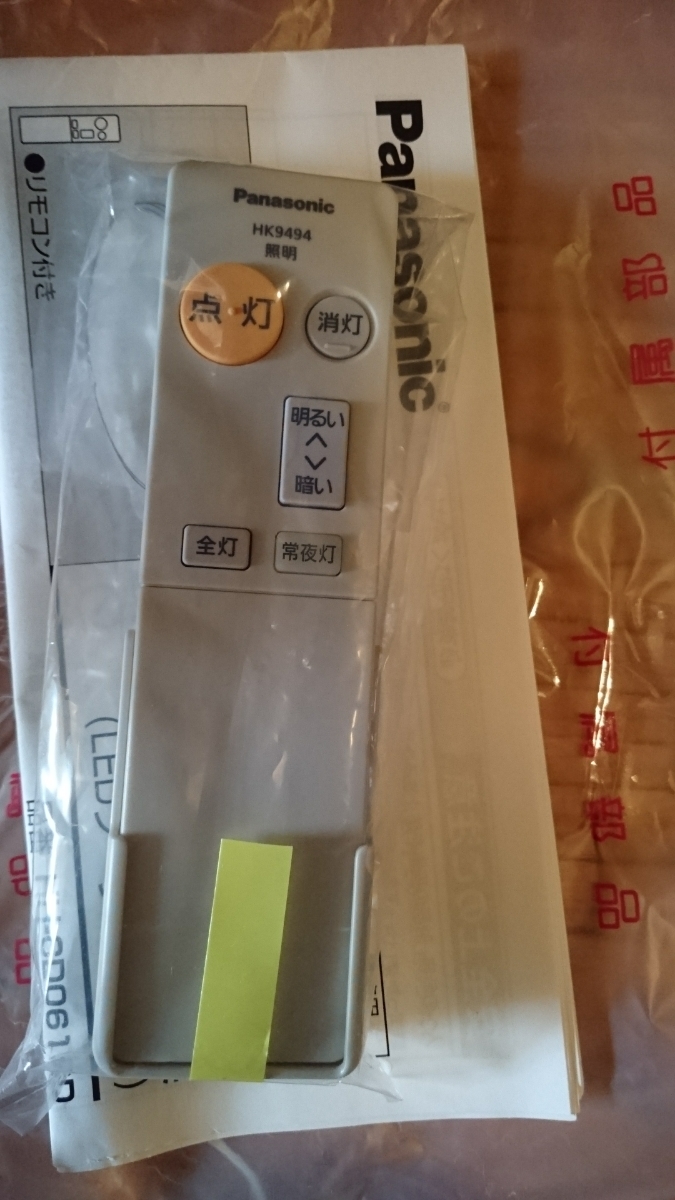 Panasonic
HK9494
照明
点灯
消灯
明るい
暗い
全灯
常夜灯
Panasonic®
●リモコン付き
(LED
付属部品
付属部品